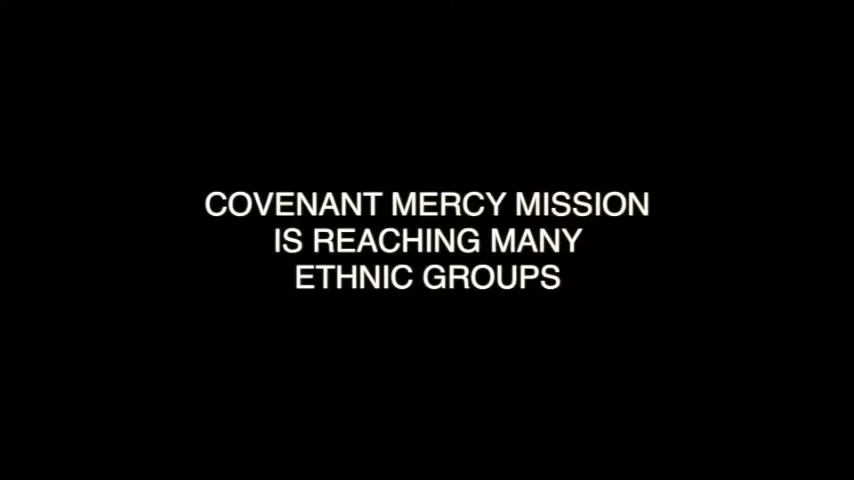 COVENANT MERCY MISSION
IS REACHING MANY
ETHNIC GROUPS